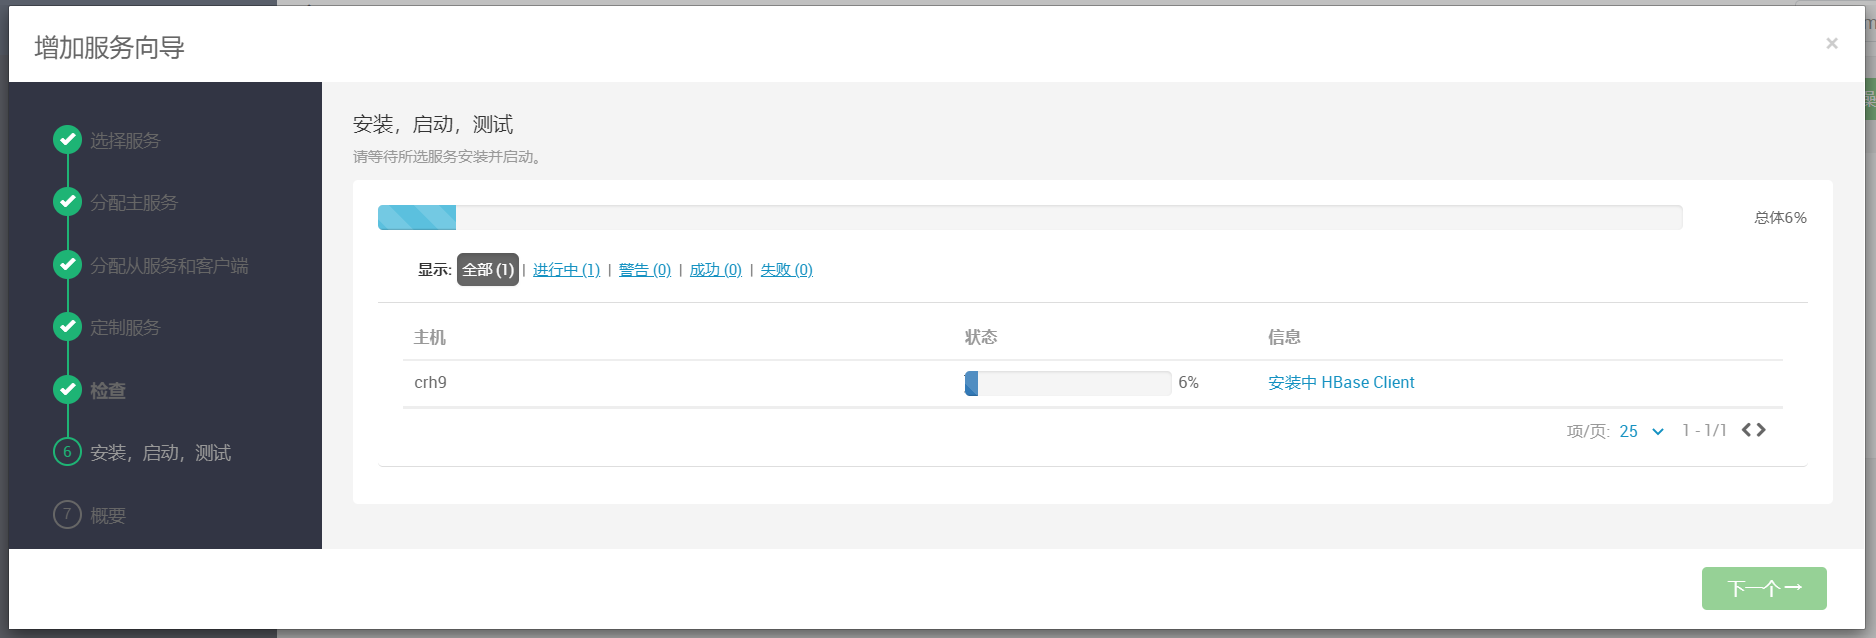 增加服务向导
×
选择服务
分配主服务
分配从服务和客户端
定制服务
检查
6 安装，启动，测试
7 概要
安装，启动，测试
请等待所选服务安装并启动。
总体6%
显示: 全部 (1) | 进行中 (1) | 警告 (0) | 成功 (0) | 失败 (0)
主机 状态 信息
crh9 6% 安装中 HBase Client
项/页: 25 1 - 1/1
下一个 →